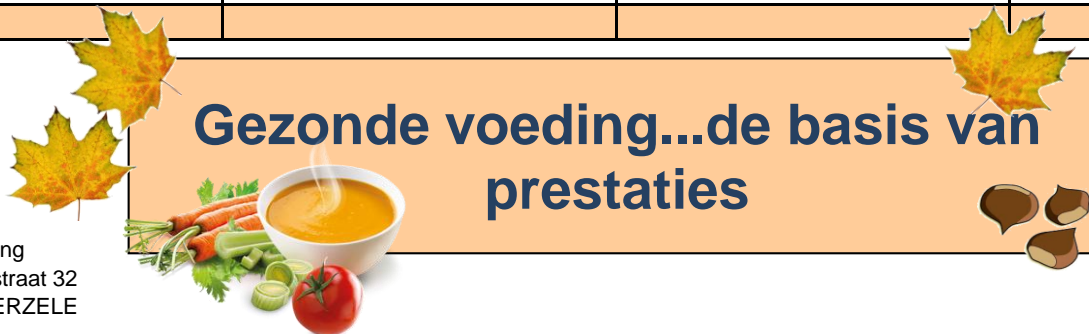 Gezonde voeding...de basis van
prestaties
ng
straat 32
ERZELE